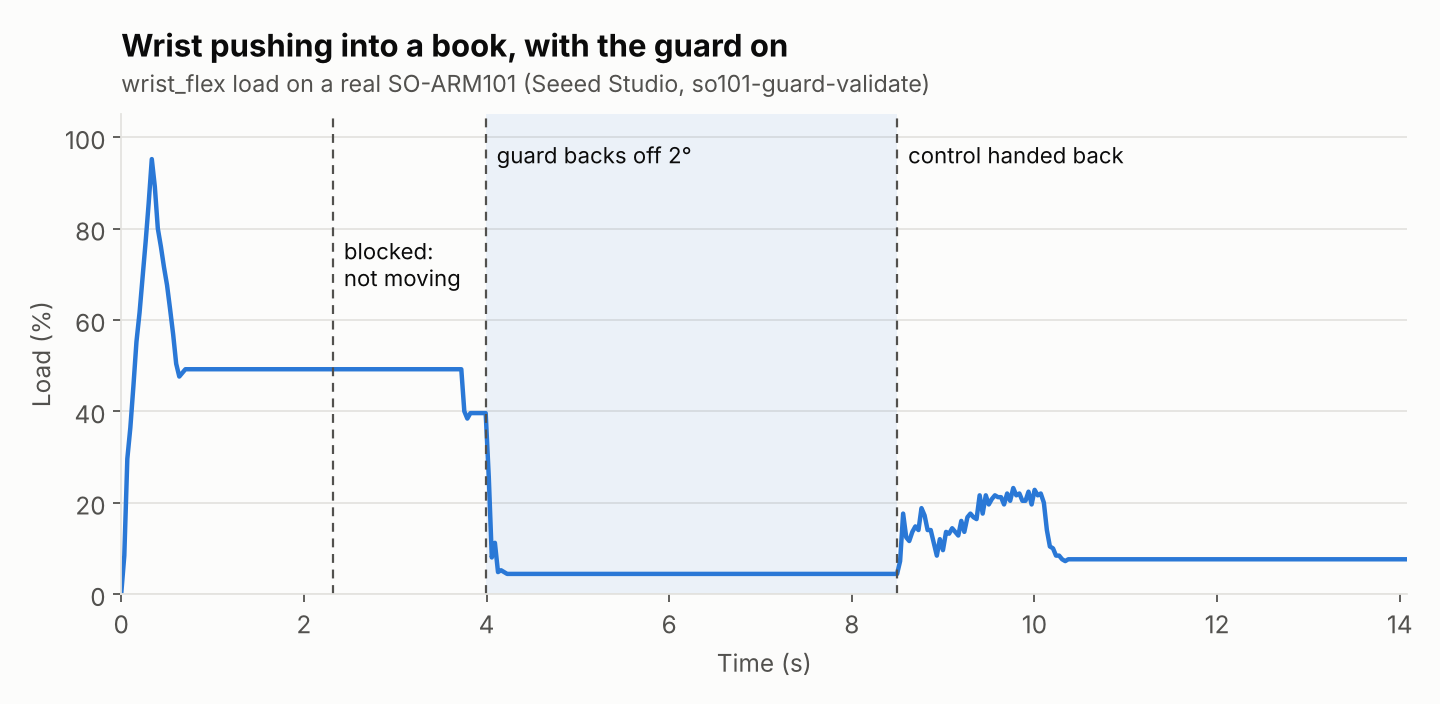 Wrist pushing into a book, with the guard on
wrist_flex load on a real SO-ARM101 (Seeed Studio, so101-guard-validate)
100
80
60
40
20
0
Load (%)
guard backs off 2°
control handed back
blocked:
not moving
0 2 4 6 8 10 12 14
Time (s)